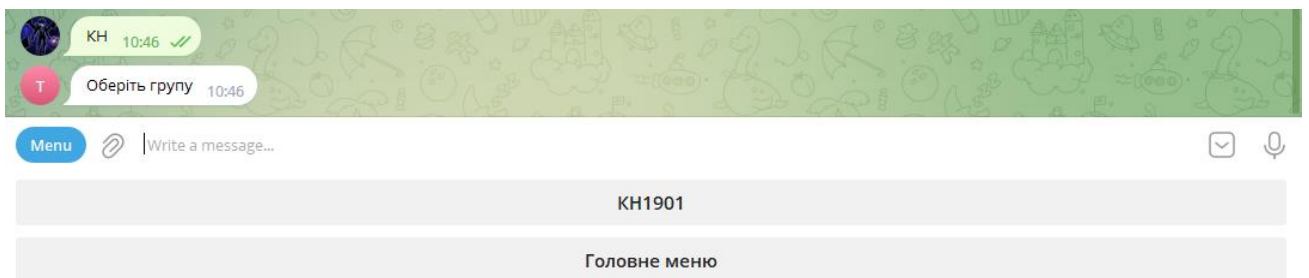 КН 10:46
Т
Оберіть групу 10:46
Menu
Write a message...
КН1901
Головне меню